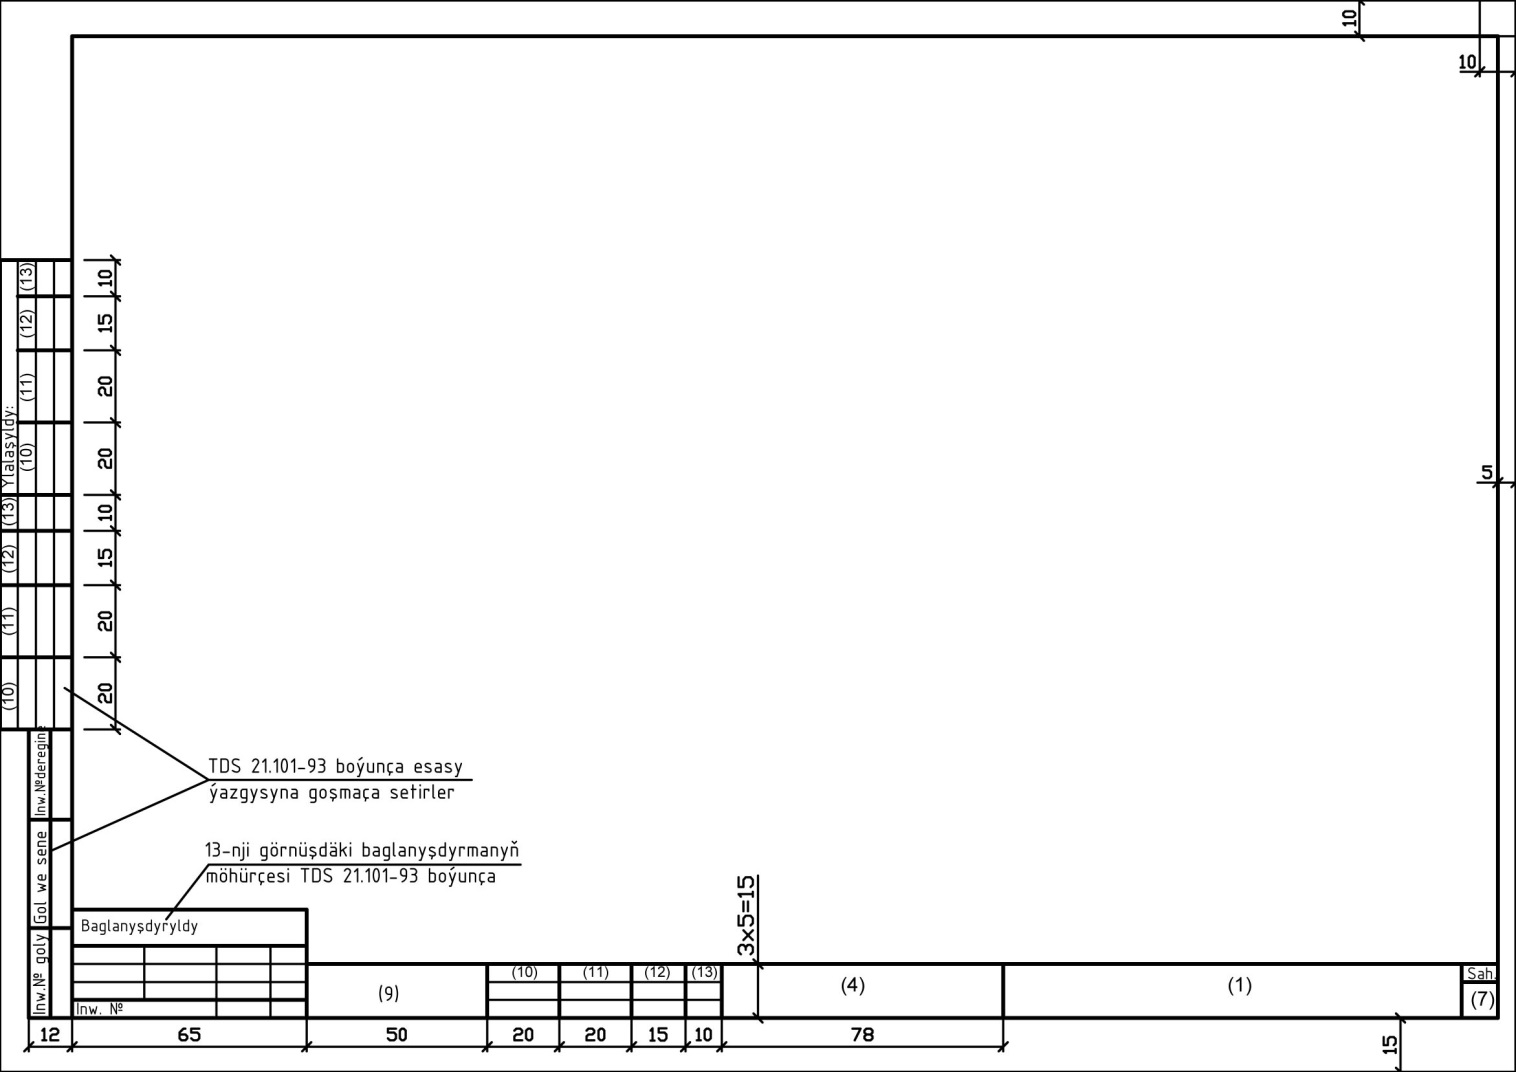 10
10
(13)
10
(12)
15
(11)
20
Ylalaşyldy:
(10)
20
5
(13)
10
(12)
15
(11)
20
(10)
20
Inw.№deregine
TDS 21.101-93 boýunça esasy
ýazgysyna goşmaça setirler
Gol we sene
13-nji görnüşdäki baglanyşdyrmanyň
möhürçesi TDS 21.101-93 boýunça
3x5=15
Baglanyşdyryldy
Inw.№ goly
(9)
(10) (11) (12) (13)
(4)
(1)
Sah.
(7)
Inw. №
12 65 50 20 20 15 10 78
15